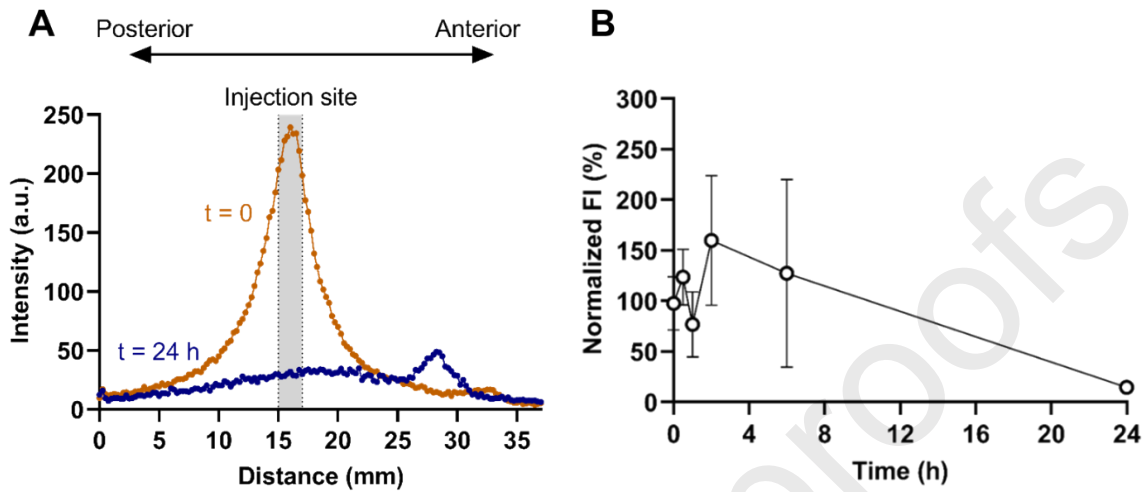 A
Posterior
Anterior
Injection site
250
200
150
100
50
0
Intensity (a.u.)
t = 0
t = 24 h
0 5 10 15 20 25 30 35
Distance (mm)
B
300
250
200
150
100
50
0
Normalized FI (%)
0 4 8 12 16 20 24
Time (h)
proofs